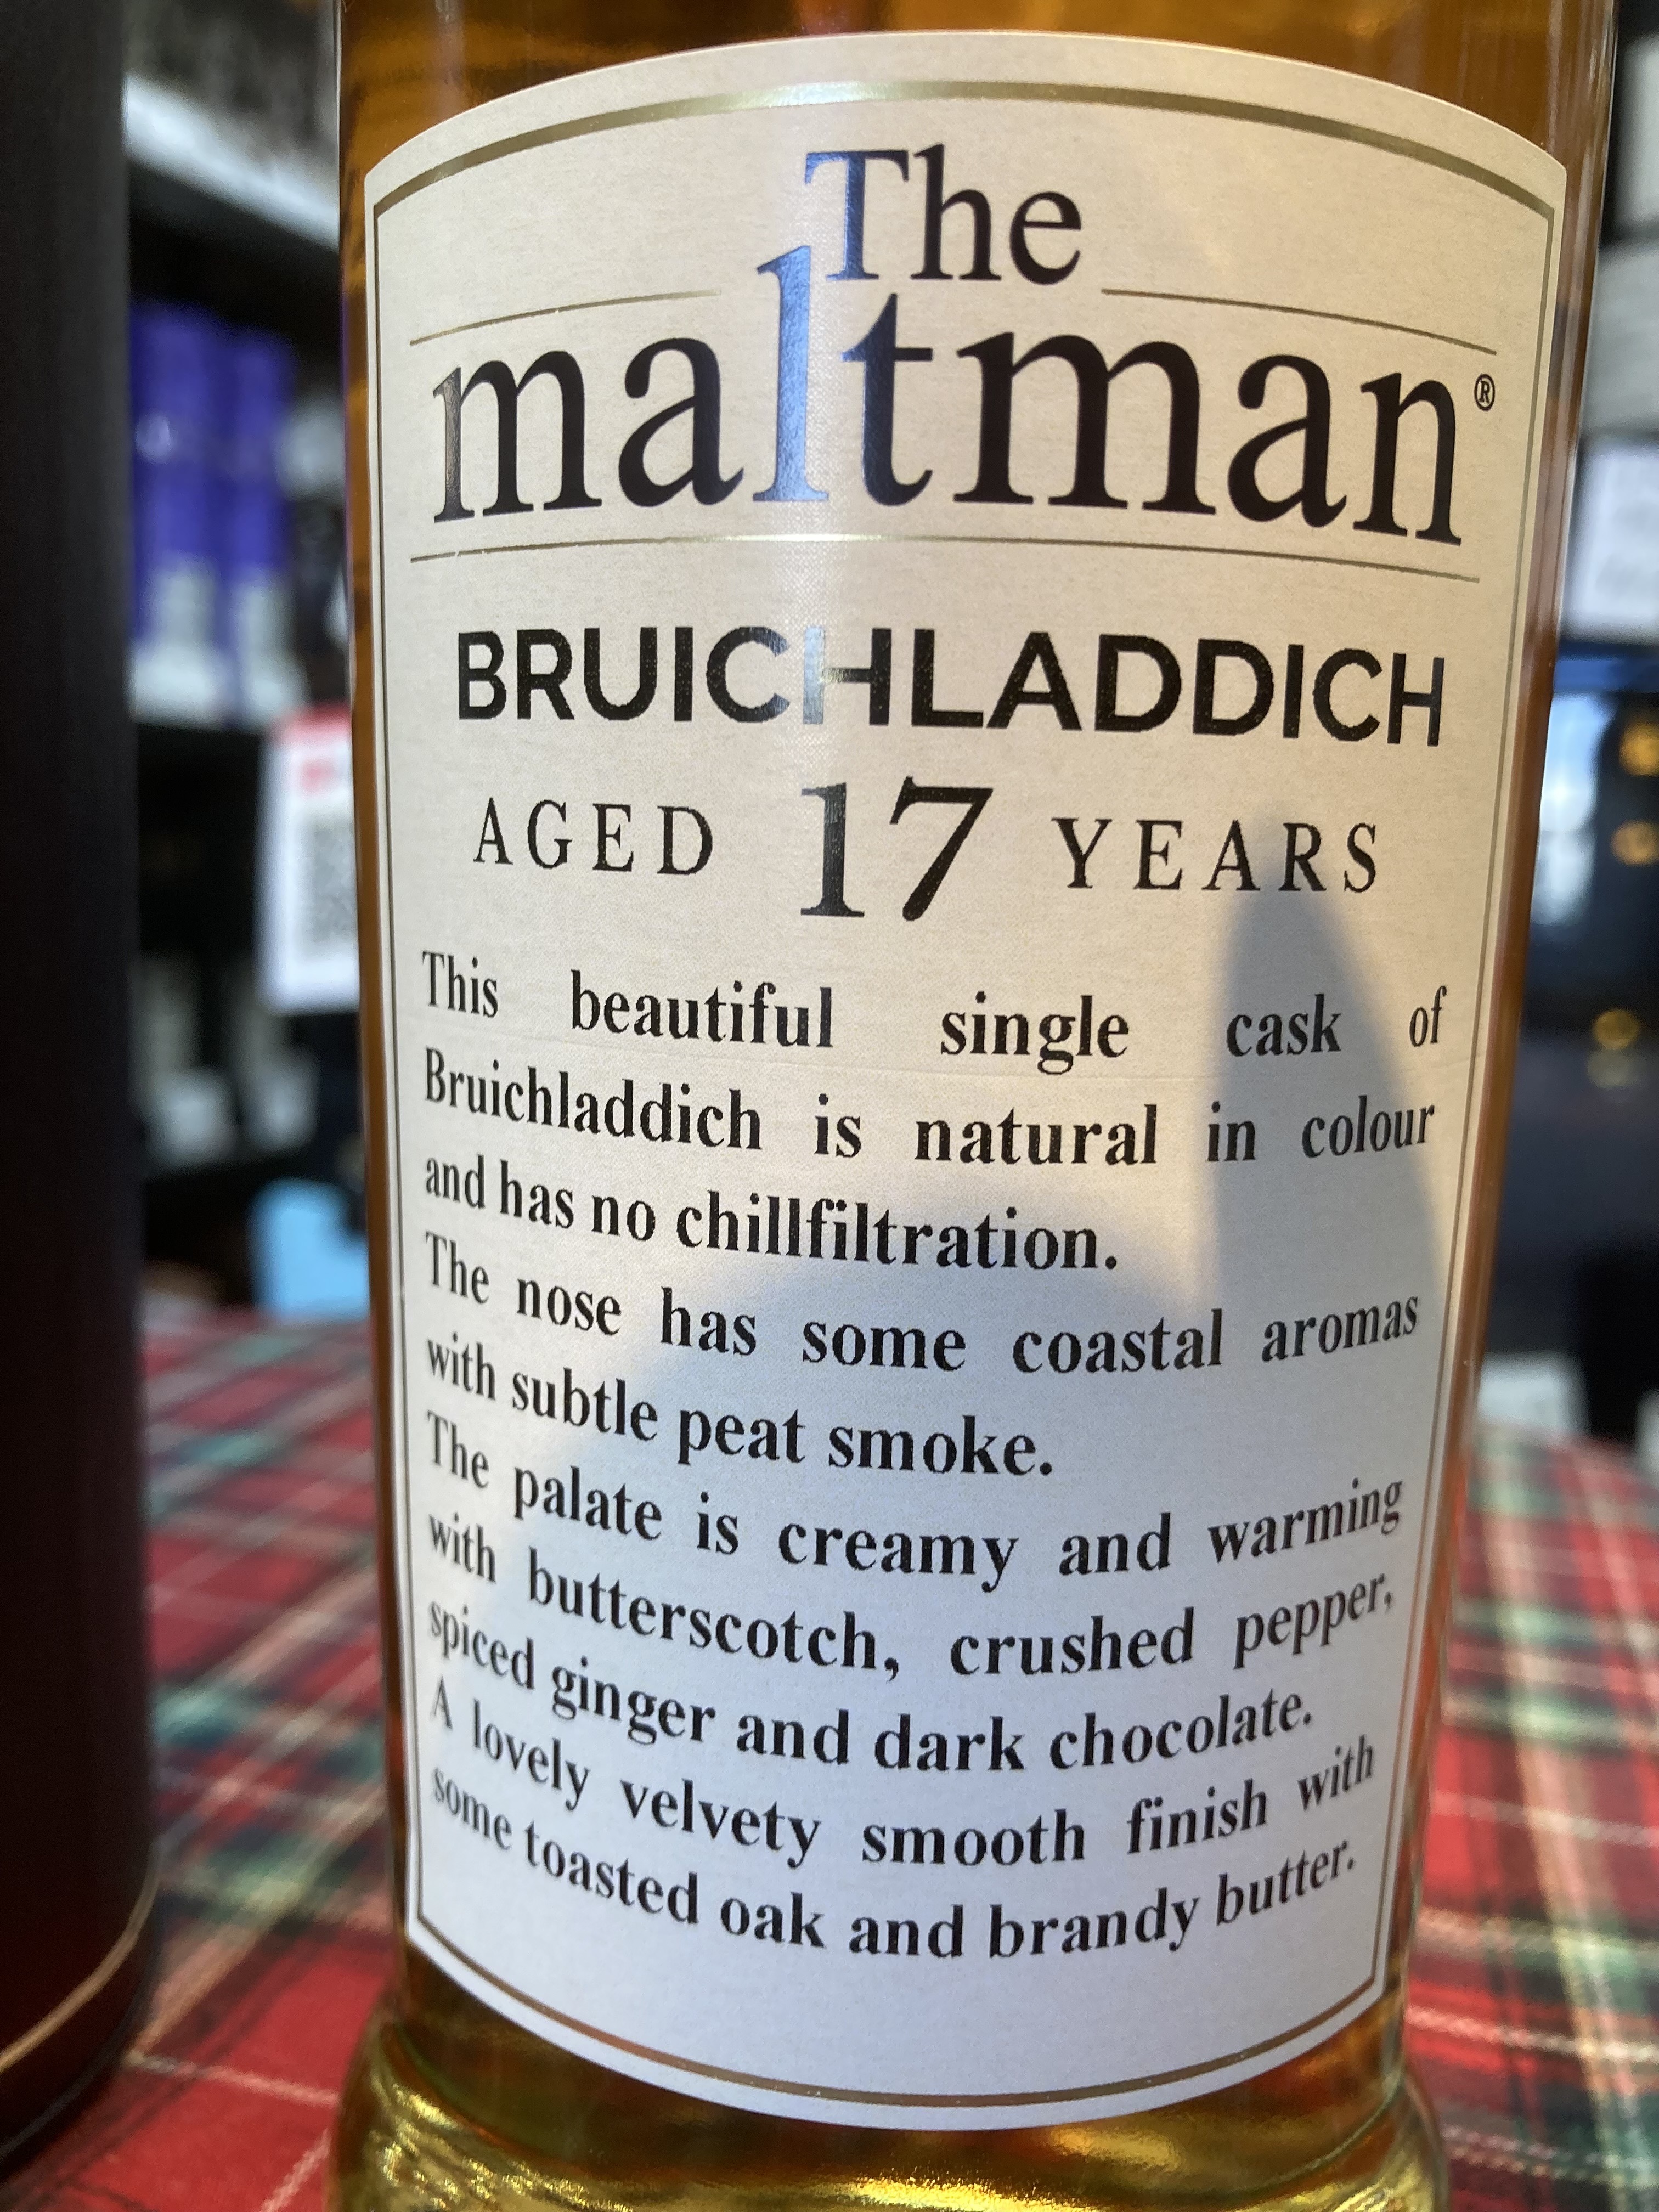 The
maltman®
BRUICHLADDICH
AGED 17 YEARS
This beautiful single cask of
Bruichladdich is natural in colour
and has no chillfiltration.
The nose has some coastal aromas
with subtle peat smoke.
The palate is creamy and warming
with butterscotch, crushed pepper,
spiced ginger and dark chocolate.
A lovely velvety smooth finish with
some toasted oak and brandy butter.